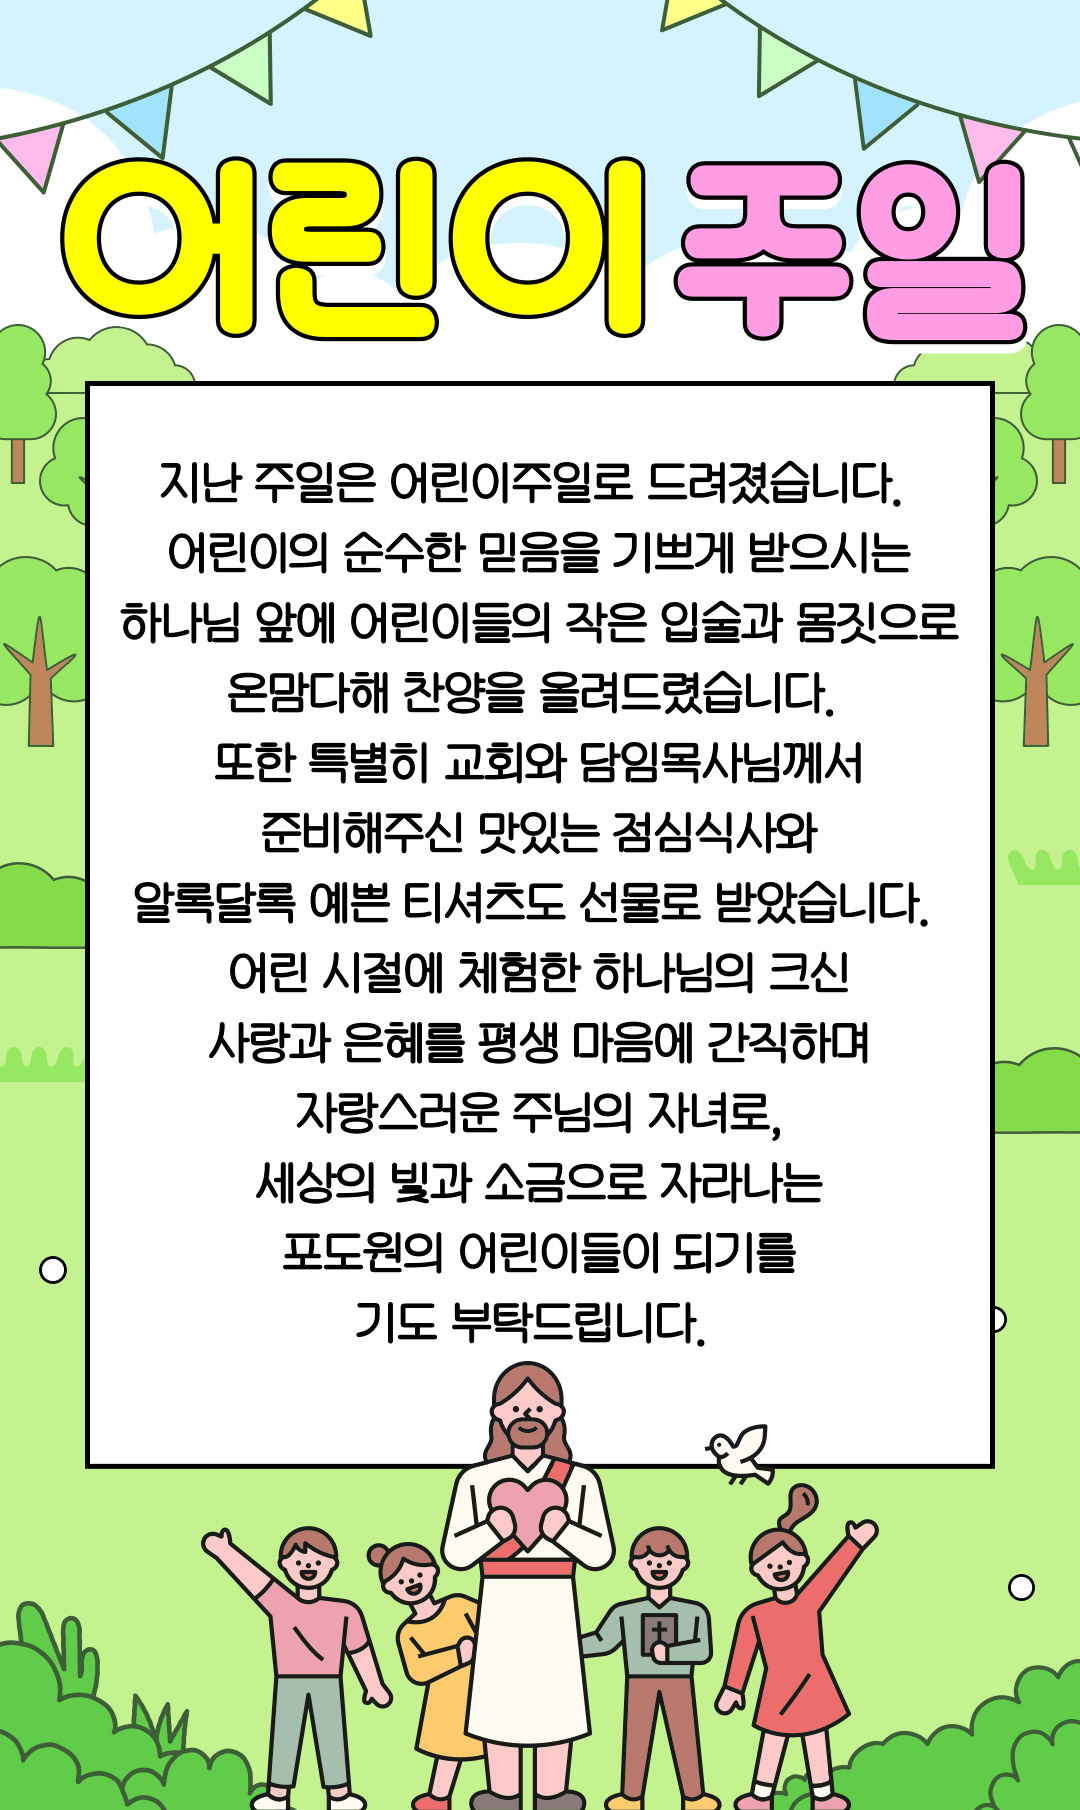 어린이 주일
지난 주일은 어린이주일로 드려졌습니다.
어린이의 순수한 믿음을 기쁘게 받으시는
하나님 앞에 어린이들의 작은 입술과 몸짓으로
온맘다해 찬양을 올려드렸습니다.
또한 특별히 교회와 담임목사님께서
준비해주신 맛있는 점심식사와
알록달록 예쁜 티셔츠도 선물로 받았습니다.
어린 시절에 체험한 하나님의 크신
사랑과 은혜를 평생 마음에 간직하며
자랑스러운 주님의 자녀로,
세상의 빛과 소금으로 자라나는
포도원의 어린이들이 되기를
기도 부탁드립니다.